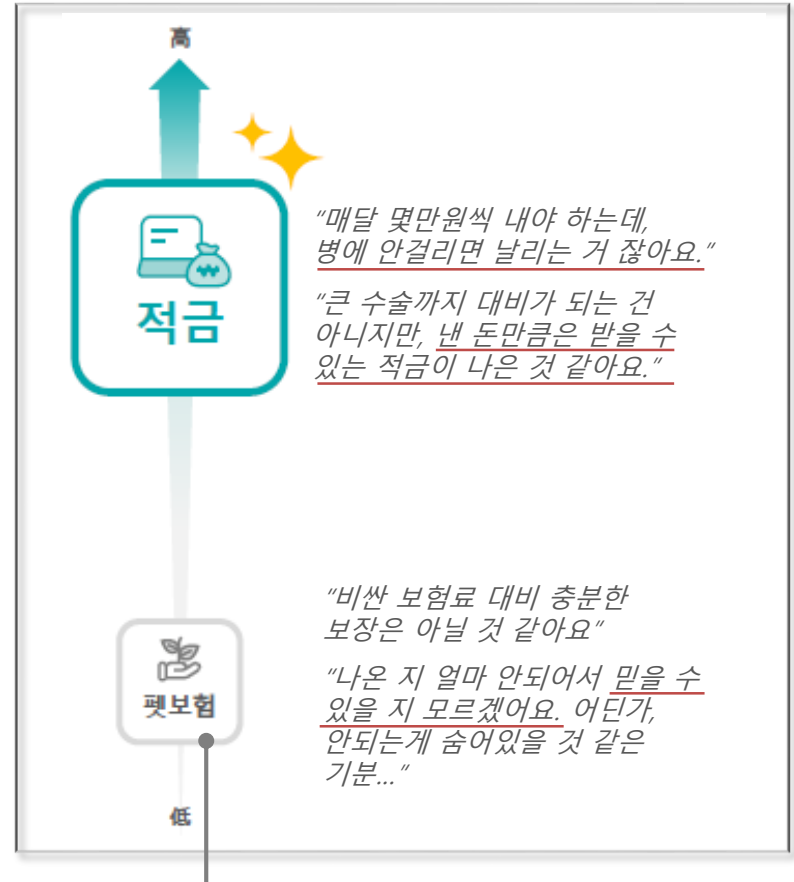 高
적금
“매달 몇만원씩 내야 하는데,
병에 안걸리면 날리는 거 잖아요.”
“큰 수술까지 대비가 되는 건
아니지만, 낸 돈만큼은 받을 수
있는 적금이 나은 것 같아요.”
펫보험
“비싼 보험료 대비 충분한
보장은 아닐 것 같아요”
“나온 지 얼마 안되어서 믿을 수
있을 지 모르겠어요. 어딘가,
안되는게 숨어있을 것 같은
기분...”
低